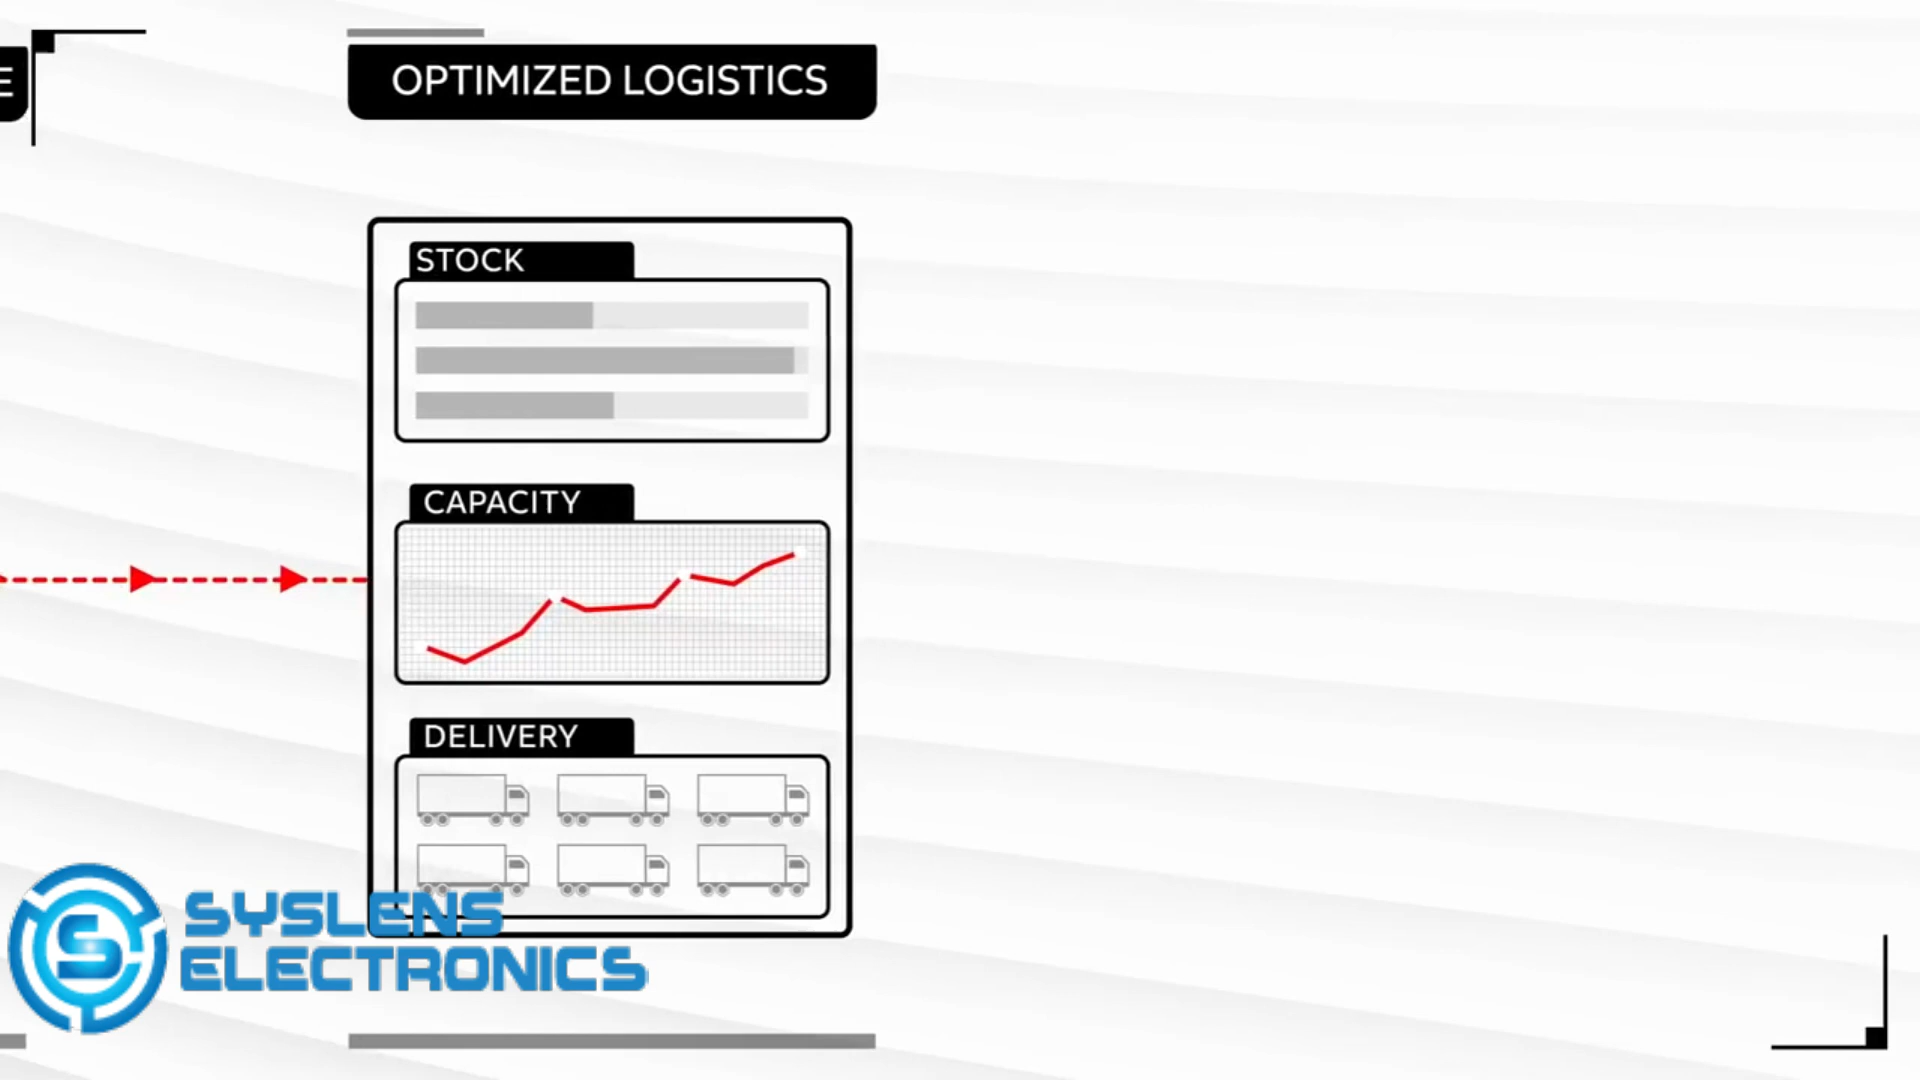 E
OPTIMIZED LOGISTICS
STOCK
CAPACITY
DELIVERY
S
SYSLENS
ELECTRONICS